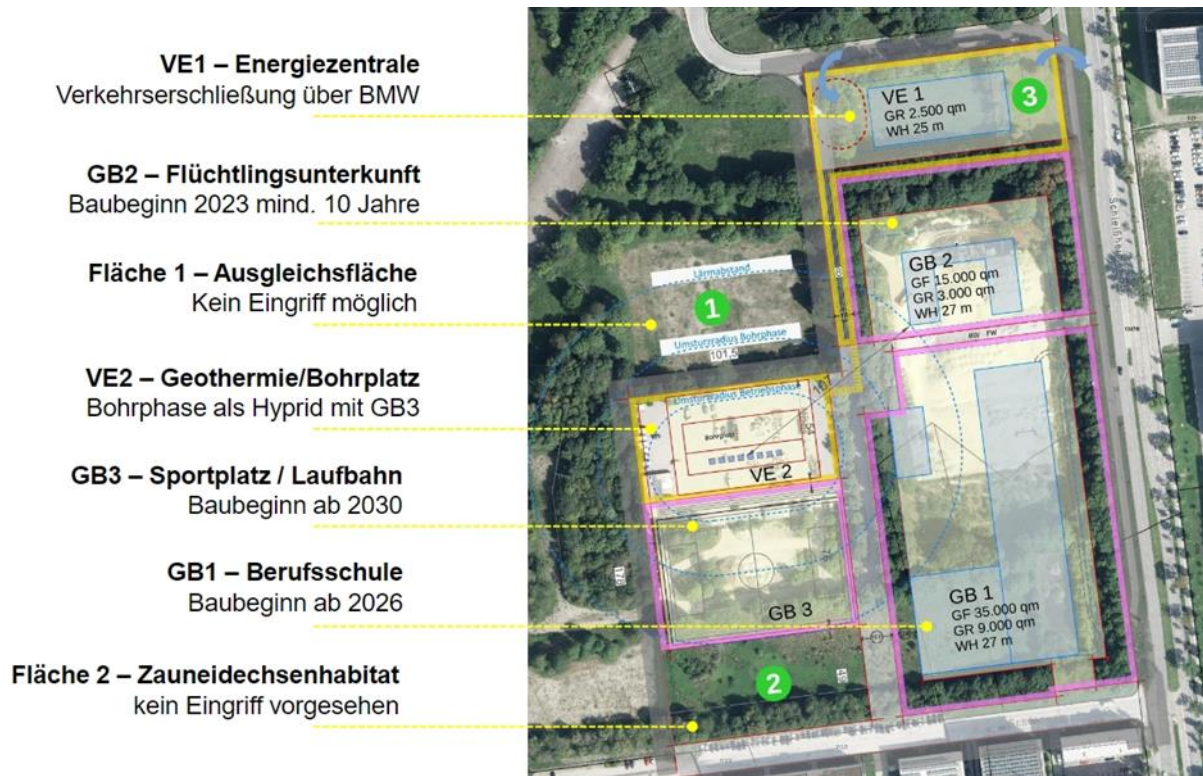 VE1 – Energiezentrale
Verkehrserschließung über BMW
GB2 – Flüchtlingsunterkunft
Baubeginn 2023 mind. 10 Jahre
Fläche 1 – Ausgleichsfläche
Kein Eingriff möglich
VE2 – Geothermie/Bohrplatz
Bohrphase als Hyprid mit GB3
GB3 – Sportplatz / Laufbahn
Baubeginn ab 2030
GB1 – Berufsschule
Baubeginn ab 2026
Fläche 2 – Zauneidechsenhabitat
kein Eingriff vorgesehen
VE 1
GR 2.500 qm
WH 25 m
3
Schleißhei
GB 2
GF 15.000 qm
GR 3.000 qm
WH 27 m
Lärmabstand
1
Umsturzradius Bohrphase
101,5
Umsturzradius Betriebsphase
Bohrplatz
VE 2
GB 3
GB 1
GF 35.000 qm
GR 9.000 qm
WH 27 m
2